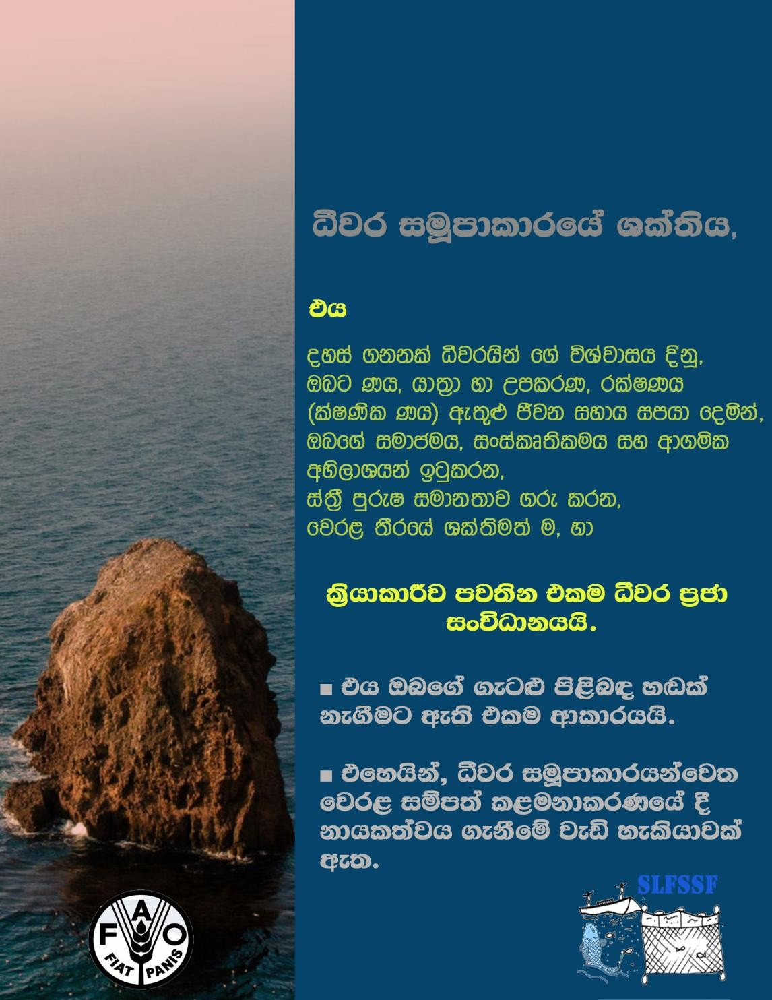 ධීවර සමූපාකාරයේ ශක්තිය,
එය
දහස් ගනනක් ධීවරයින් ගේ විශ්වාසය දිනූ,
ඔබට ණය, යාත්‍රා හා උපකරණ, රක්ෂණය
(ක්ෂණික ණය) ඇතුළු ජීවන සහාය සපයා දෙමින්,
ඔබගේ සමාජමය, සංස්කෘතිකමය සහ ආගමික
අභිලාශයන් ඉටුකරන,
ස්ත්‍රී පුරුෂ සමානතාව ගරු කරන,
වෙරළ තීරයේ ශක්තිමත් ම, හා
ක්‍රියාකාරීව පවතින එකම ධීවර ප්‍රජා
සංවිධානයයි.
■ එය ඔබගේ ගැටළු පිළිබඳ හඬක්
නැගීමට ඇති එකම ආකාරයයි.
■ එහෙයින්, ධීවර සමූපාකාරයන්වෙත
වෙරළ සම්පත් කළමනාකරණයේ දී
නායකත්වය ගැනීමේ වැඩි හැකියාවක්
ඇත.
SLFSSF
FAO
FIAT PANIS